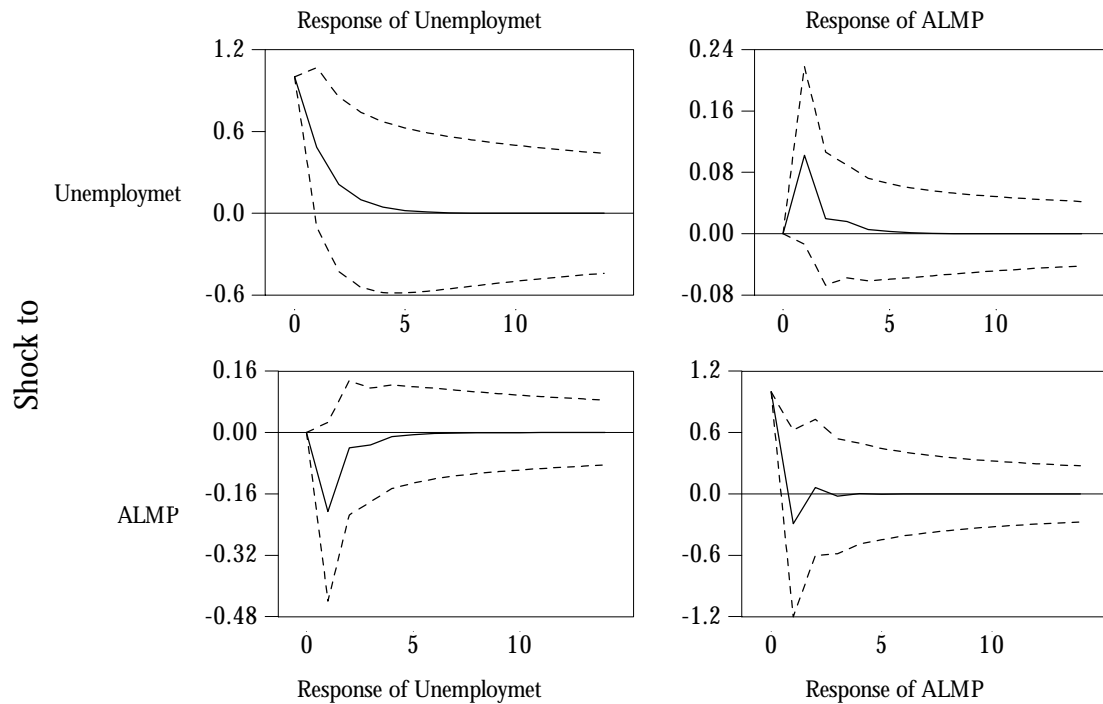 Response of Unemploymet
Response of ALMP
Shock to
Unemploymet
1.2
0.6
0.0
-0.6
0 5 10
0.24
0.16
0.08
0.00
-0.08
0 5 10
ALMP
0.16
0.00
-0.16
-0.32
-0.48
0 5 10
1.2
0.6
0.0
-0.6
-1.2
0 5 10
Response of Unemploymet
Response of ALMP